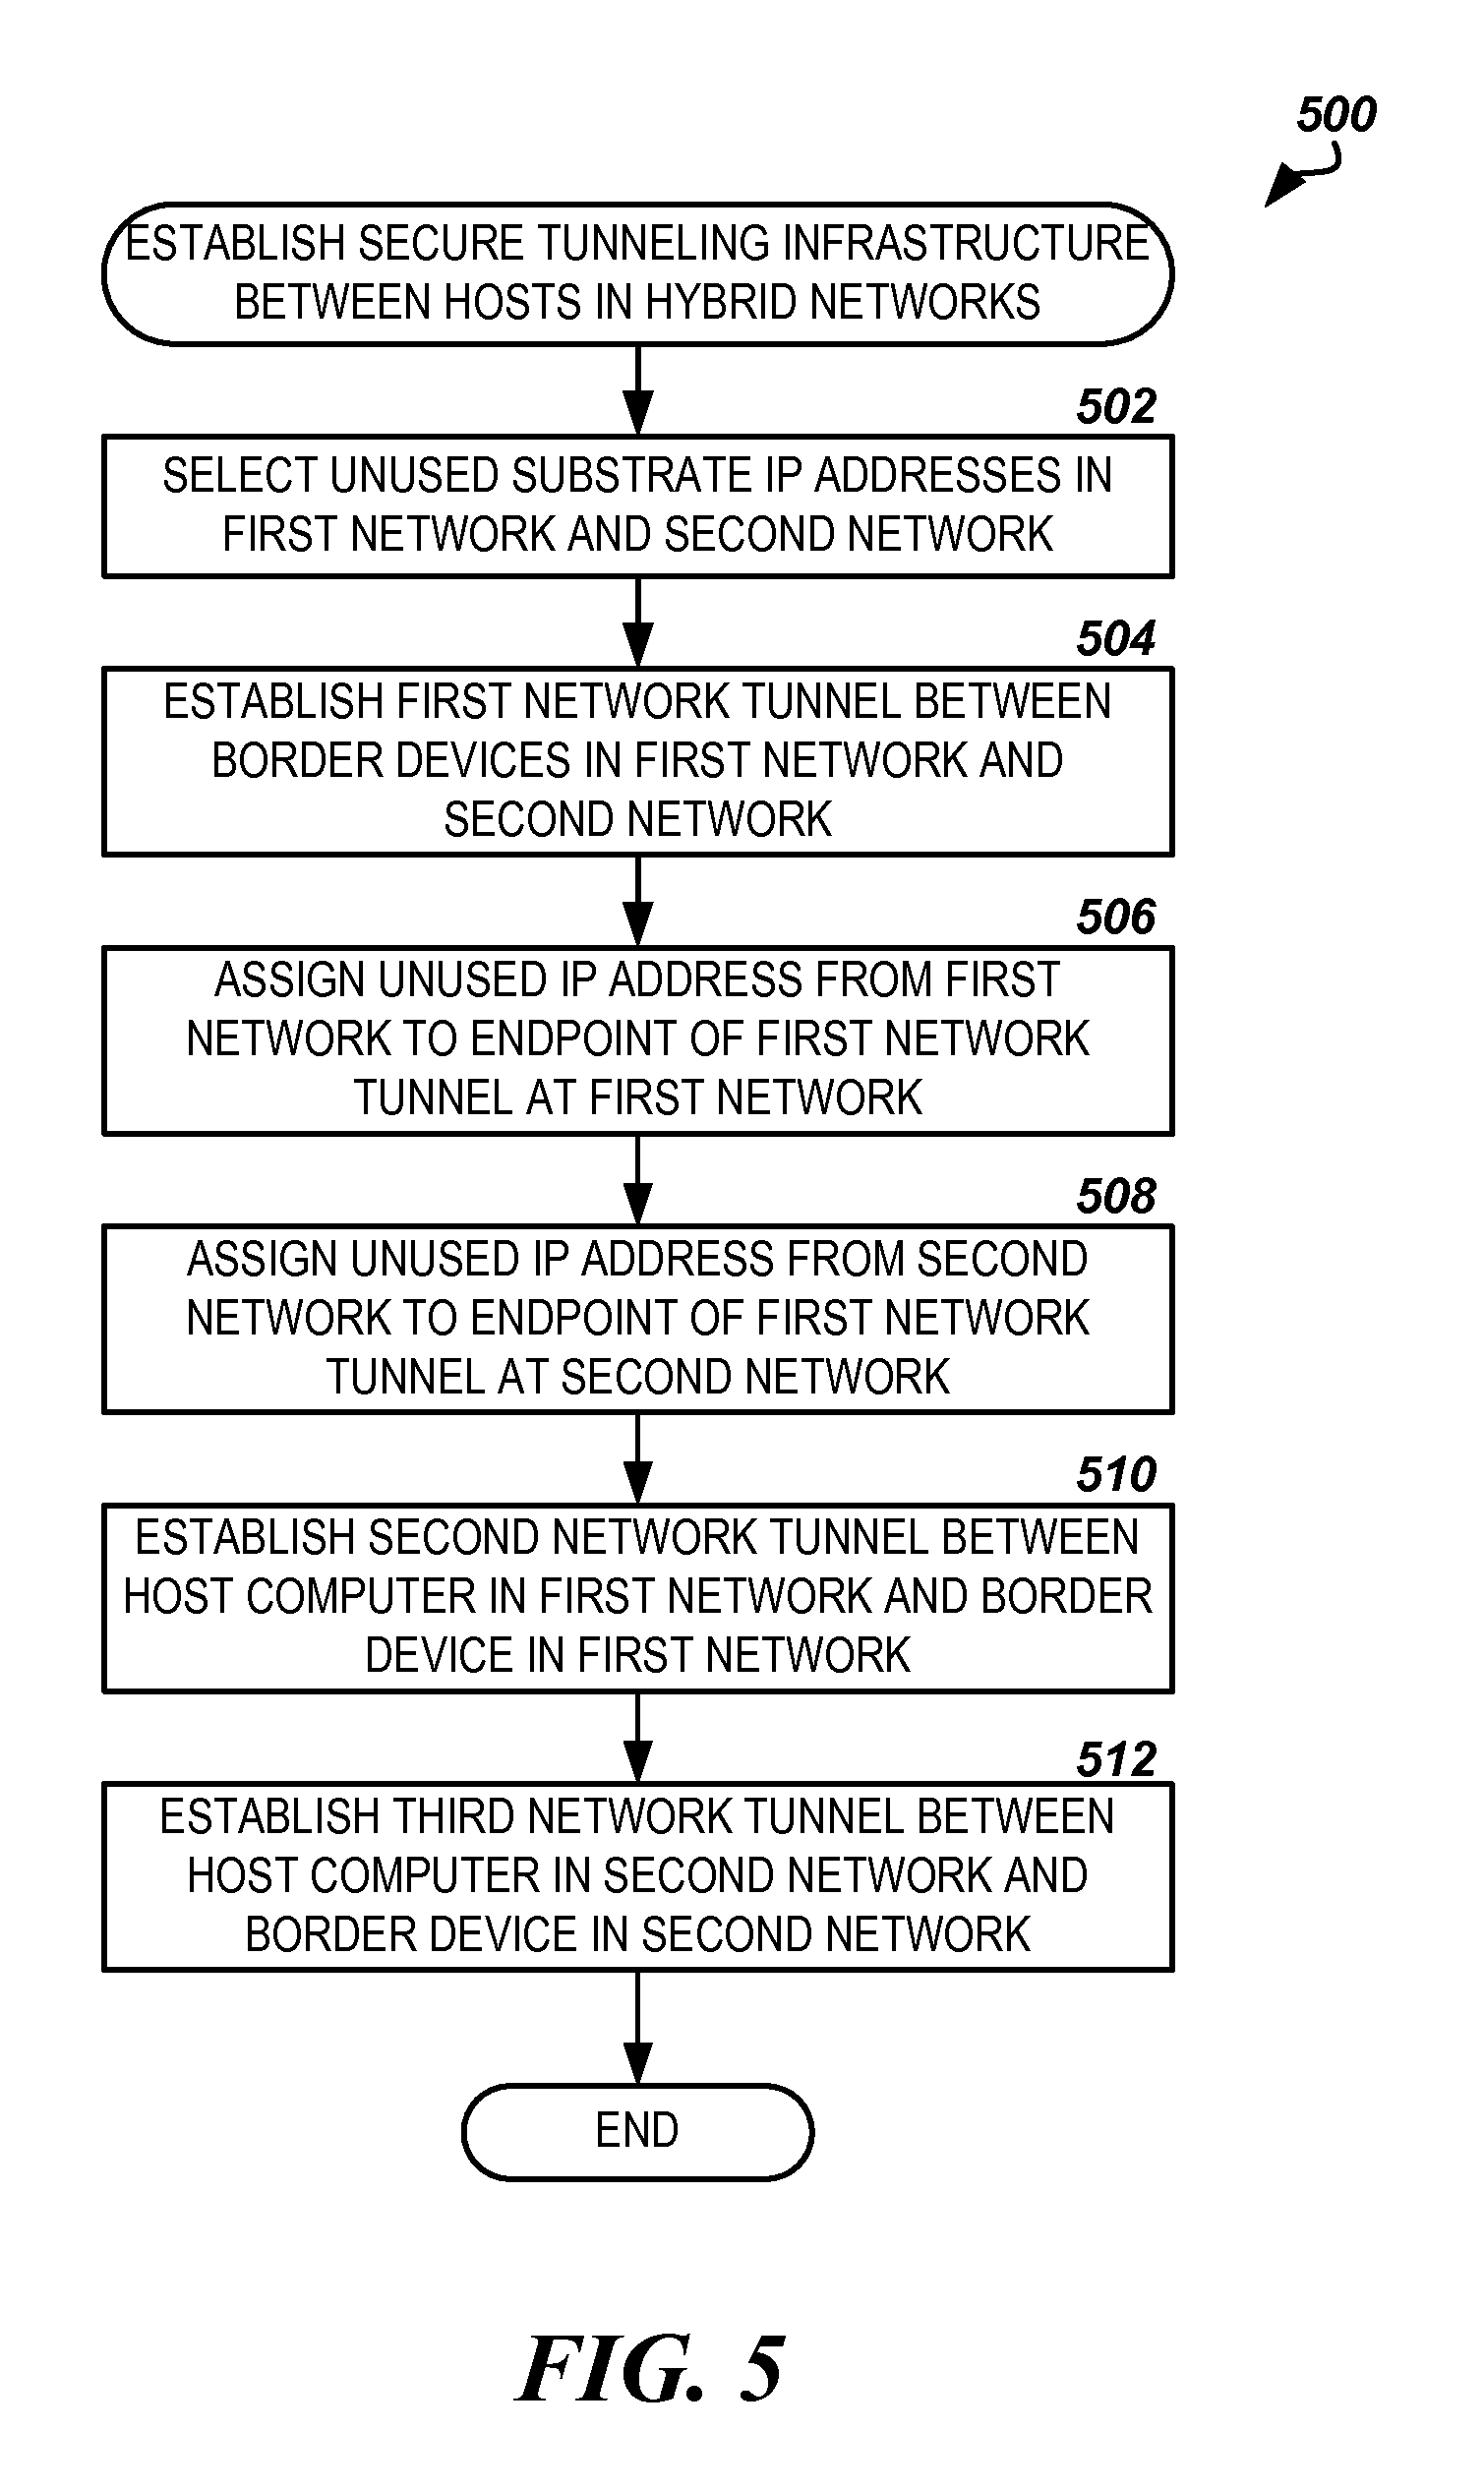 500
ESTABLISH SECURE TUNNELING INFRASTRUCTURE
BETWEEN HOSTS IN HYBRID NETWORKS
502
SELECT UNUSED SUBSTRATE IP ADDRESSES IN
FIRST NETWORK AND SECOND NETWORK
504
ESTABLISH FIRST NETWORK TUNNEL BETWEEN
BORDER DEVICES IN FIRST NETWORK AND
SECOND NETWORK
506
ASSIGN UNUSED IP ADDRESS FROM FIRST
NETWORK TO ENDPOINT OF FIRST NETWORK
TUNNEL AT FIRST NETWORK
508
ASSIGN UNUSED IP ADDRESS FROM SECOND
NETWORK TO ENDPOINT OF FIRST NETWORK
TUNNEL AT SECOND NETWORK
510
ESTABLISH SECOND NETWORK TUNNEL BETWEEN
HOST COMPUTER IN FIRST NETWORK AND BORDER
DEVICE IN FIRST NETWORK
512
ESTABLISH THIRD NETWORK TUNNEL BETWEEN
HOST COMPUTER IN SECOND NETWORK AND
BORDER DEVICE IN SECOND NETWORK
END
FIG. 5